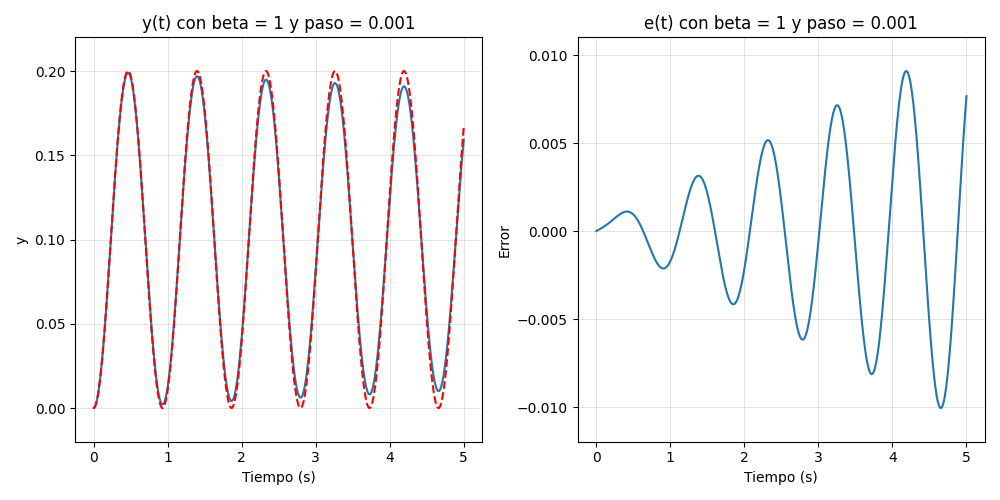 y(t) con beta = 1 y paso = 0.001
0.20
0.15
0.10
0.05
0.00
y
0 1 2 3 4 5
Tiempo (s)
e(t) con beta = 1 y paso = 0.001
0.010
0.005
0.000
−0.005
−0.010
Error
0 1 2 3 4 5
Tiempo (s)